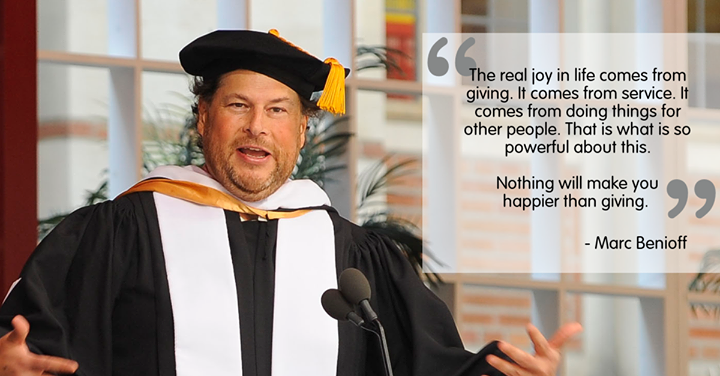 The real joy in life comes from
giving. It comes from service. It
comes from doing things for
other people. That is what is so
powerful about this.
Nothing will make you
happier than giving.
- Marc Benioff